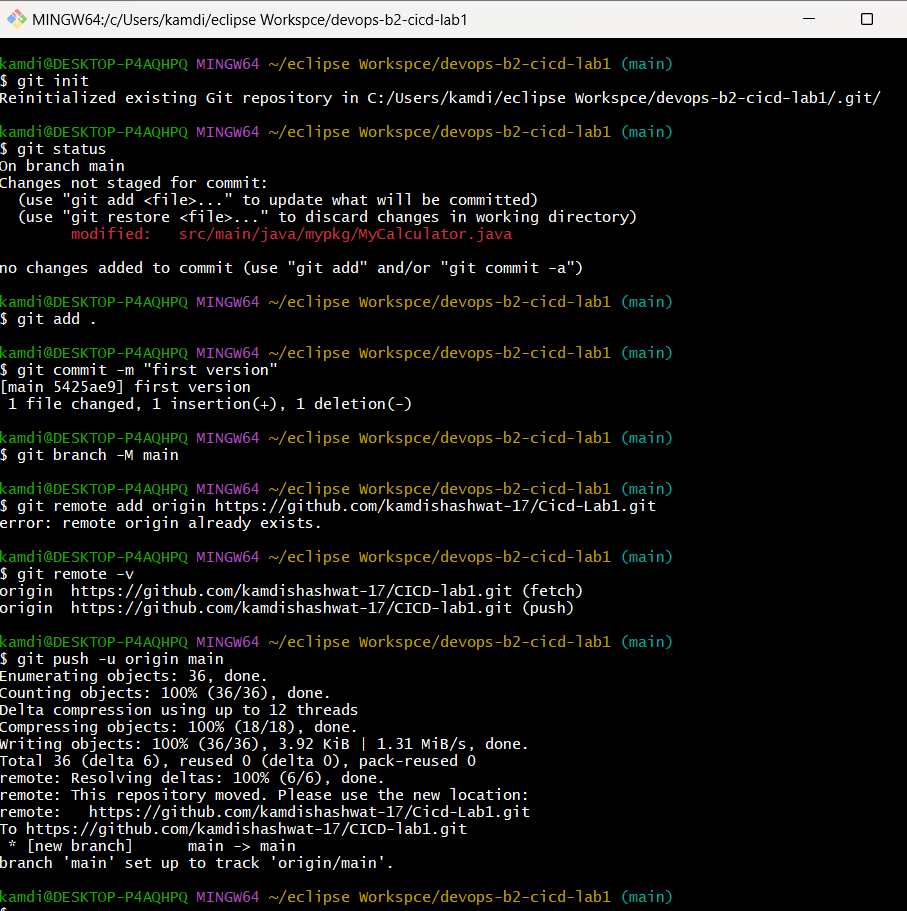 MINGW64:/c/Users/kamdi/eclipse Workspce/devops-b2-cicd-lab1
kamdi@DESKTOP-P4AQHPQ MINGW64 ~/eclipse Workspce/devops-b2-cicd-lab1 (main)
$ git init
Reinitialized existing Git repository in C:/Users/kamdi/eclipse Workspce/devops-b2-cicd-lab1/.git/
kamdi@DESKTOP-P4AQHPQ MINGW64 ~/eclipse Workspce/devops-b2-cicd-lab1 (main)
$ git status
On branch main
Changes not staged for commit:
  (use "git add <file>..." to update what will be committed)
  (use "git restore <file>..." to discard changes in working directory)
        modified:   src/main/java/mypkg/MyCalculator.java
no changes added to commit (use "git add" and/or "git commit -a")
kamdi@DESKTOP-P4AQHPQ MINGW64 ~/eclipse Workspce/devops-b2-cicd-lab1 (main)
$ git add .
kamdi@DESKTOP-P4AQHPQ MINGW64 ~/eclipse Workspce/devops-b2-cicd-lab1 (main)
$ git commit -m "first version"
[main 5425ae9] first version
 1 file changed, 1 insertion(+), 1 deletion(-)
kamdi@DESKTOP-P4AQHPQ MINGW64 ~/eclipse Workspce/devops-b2-cicd-lab1 (main)
$ git branch -M main
kamdi@DESKTOP-P4AQHPQ MINGW64 ~/eclipse Workspce/devops-b2-cicd-lab1 (main)
$ git remote add origin https://github.com/kamdishashwat-17/Cicd-Lab1.git
error: remote origin already exists.
kamdi@DESKTOP-P4AQHPQ MINGW64 ~/eclipse Workspce/devops-b2-cicd-lab1 (main)
$ git remote -v
origin  https://github.com/kamdishashwat-17/CICD-lab1.git (fetch)
origin  https://github.com/kamdishashwat-17/CICD-lab1.git (push)
kamdi@DESKTOP-P4AQHPQ MINGW64 ~/eclipse Workspce/devops-b2-cicd-lab1 (main)
$ git push -u origin main
Enumerating objects: 36, done.
Counting objects: 100% (36/36), done.
Delta compression using up to 12 threads
Compressing objects: 100% (18/18), done.
Writing objects: 100% (36/36), 3.92 KiB | 1.31 MiB/s, done.
Total 36 (delta 6), reused 0 (delta 0), pack-reused 0
remote: Resolving deltas: 100% (6/6), done.
remote: This repository moved. Please use the new location:
remote:   https://github.com/kamdishashwat-17/Cicd-Lab1.git
To https://github.com/kamdishashwat-17/CICD-lab1.git
 * [new branch]      main -> main
branch 'main' set up to track 'origin/main'.
kamdi@DESKTOP-P4AQHPQ MINGW64 ~/eclipse Workspce/devops-b2-cicd-lab1 (main)
$